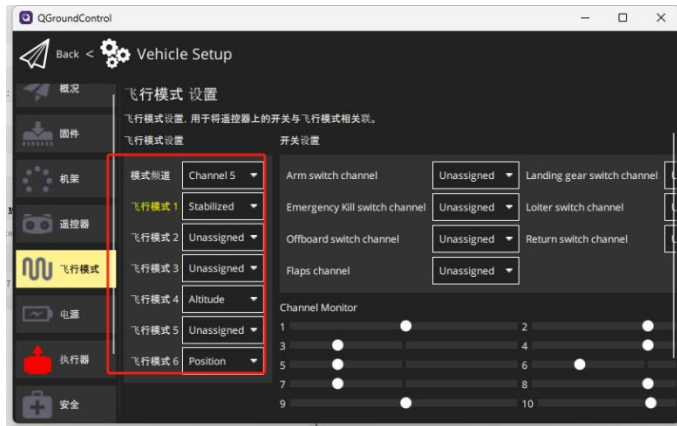 QGroundControl
Back < Vehicle Setup
概况
固件
机架
遥控器
飞行模式
电源
执行器
安全
飞行模式 设置
飞行模式设置, 用于将遥控器上的开关与飞行模式相关联。
飞行模式设置
模式频道 Channel 5
飞行模式 1 Stabilized
飞行模式 2 Unassigned
飞行模式 3 Unassigned
飞行模式 4 Altitude
飞行模式 5 Unassigned
飞行模式 6 Position
开关设置
Arm switch channel Unassigned Landing gear switch channel
Emergency Kill switch channel Unassigned Loiter switch channel
Offboard switch channel Unassigned Return switch channel
Flaps channel Unassigned
Channel Monitor
1 2
3 4
5 6
7 8
9 10